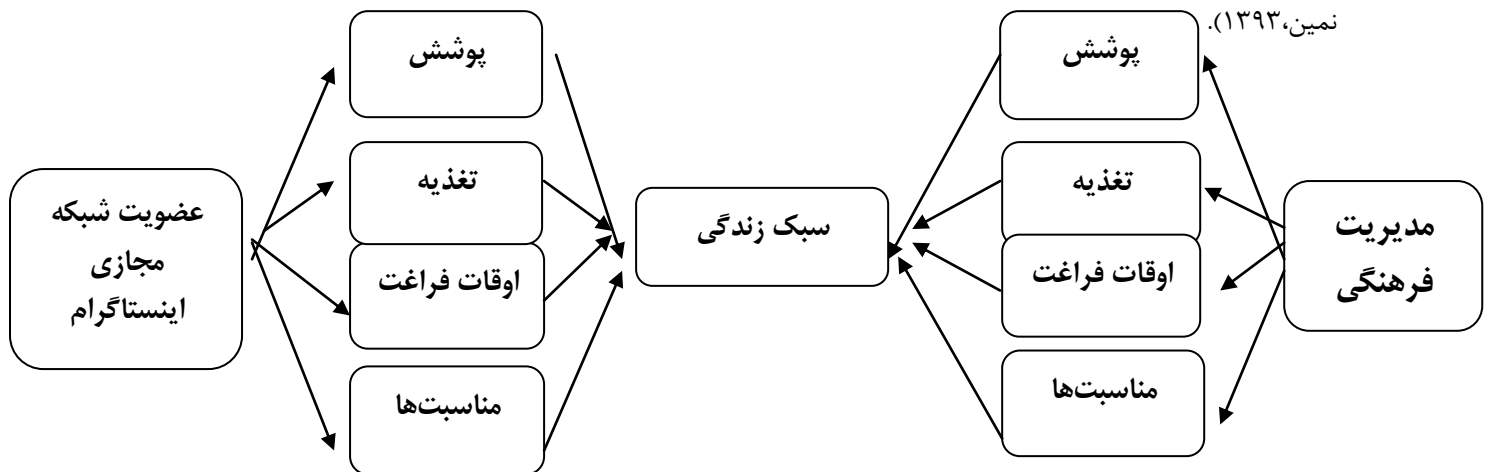 نمین،۱۳۹۳).
پوشش
تغذیه
اوقات فراغت
مناسبت‌ها
مدیریت
فرهنگی
سبک زندگی
پوشش
تغذیه
اوقات فراغت
مناسبت‌ها
عضویت شبکه
مجازی
اینستاگرام